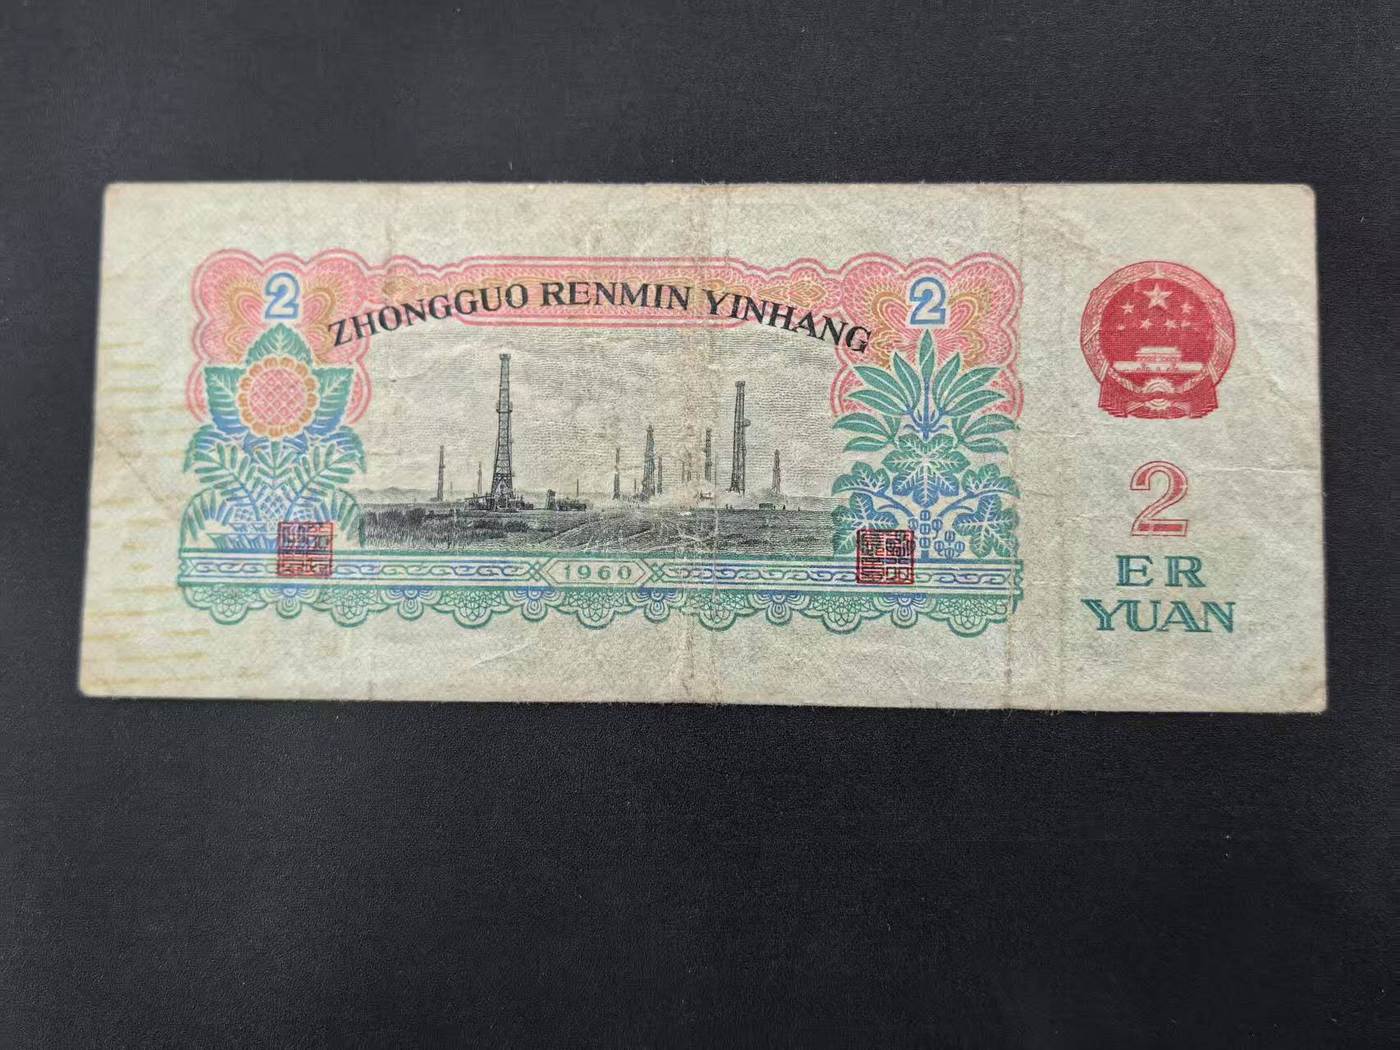 2
2
ZHONGGUO RENMIN YINHANG
2
ER
YUAN
1960